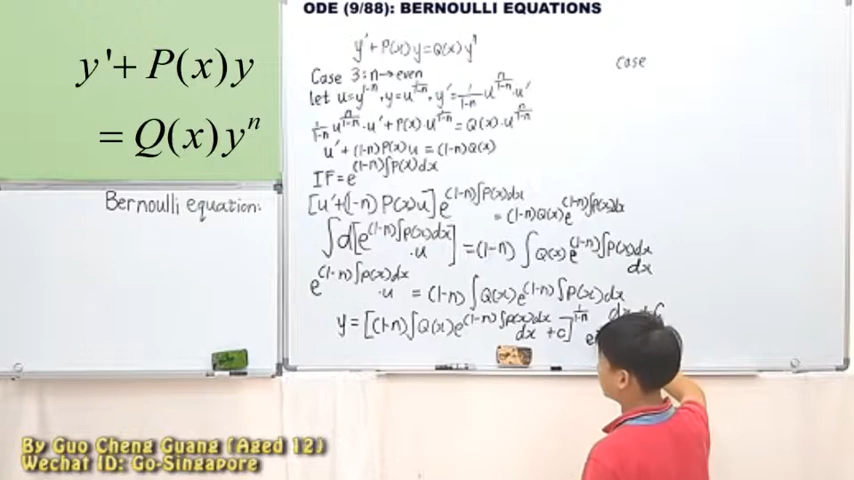 ODE (9/88): BERNOULLI EQUATIONS
y'+ P(x)y
= Q(x)yⁿ
Bernoulli equation:
y'+P(x)y=Q(x)yⁿ
Case 3: n→even
let u=y^(1-n), y=u^(1/(1-n)), y'=1/(1-n) u^(n/(1-n))·u'
1/(1-n) u^(n/(1-n))·u'+P(x)·u^(1/(1-n))=Q(x)·u^(n/(1-n))
u'+(1-n)P(x)u=(1-n)Q(x)
IF=e^((1-n)∫P(x)dx)
[u'+(1-n)P(x)u]e^((1-n)∫P(x)dx)
=(1-n)Q(x)e^((1-n)∫P(x)dx)
∫d[e^((1-n)∫P(x)dx)·u]=(1-n)∫Q(x)e^((1-n)∫P(x)dx)dx
e^((1-n)∫P(x)dx)·u=(1-n)∫Q(x)e^((1-n)∫P(x)dx)
y=[(1-n)∫Q(x)e^((1-n)∫P(x)dx)dx+c]^(1/(1-n))
case
By Guo Cheng Guang (Aged 12)
Wechat ID: Go-Singapore